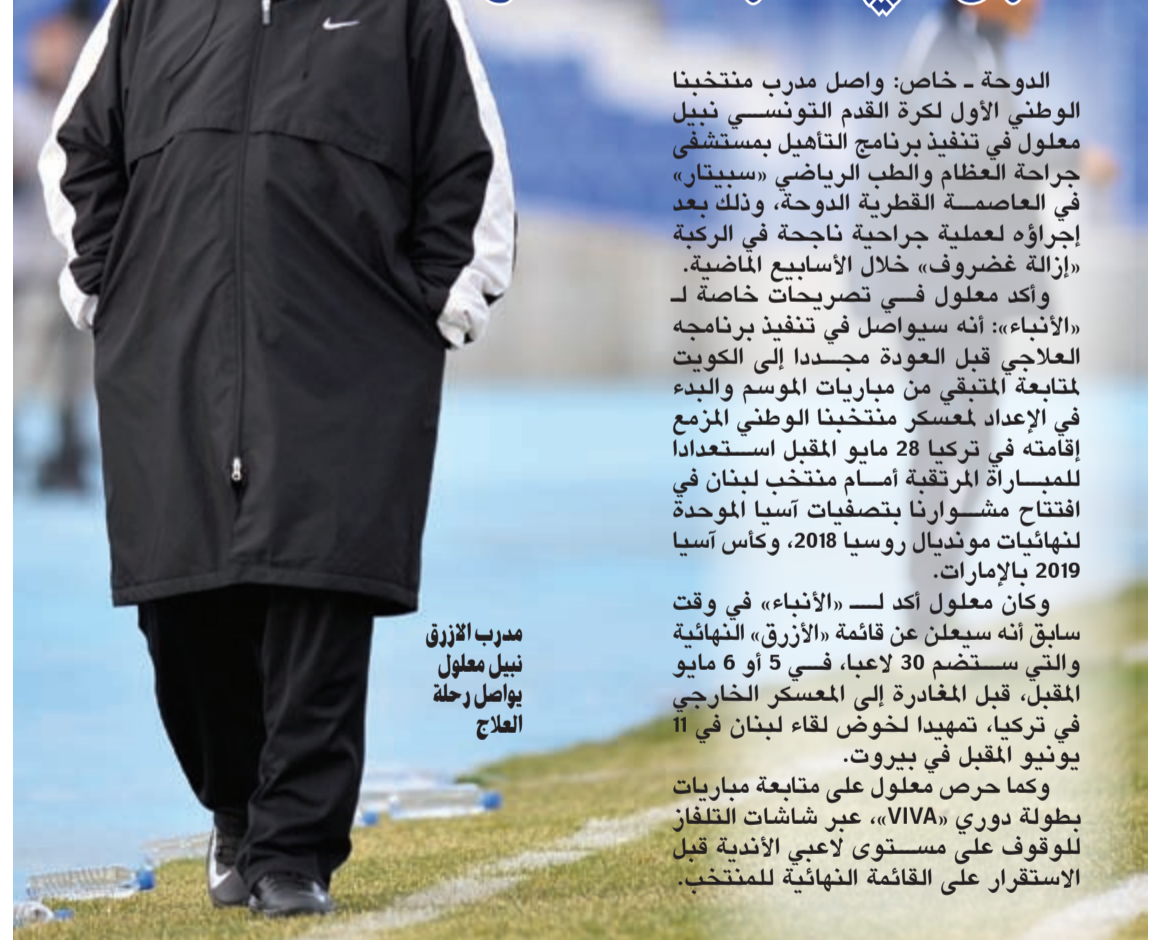 الدوحة ـ خاص: واصل مدرب منتخبنا
الوطني الأول لكرة القدم التونسي نبيل
معلول في تنفيذ برنامج التأهيل بمستشفى
جراحة العظام والطب الرياضي «سبيتار»
في العاصمة القطرية الدوحة، وذلك بعد
إجراؤه لعملية جراحية ناجحة في الركبة
«إزالة غضروف» خلال الأسابيع الماضية.
وأكد معلول في تصريحات خاصة لـ
«الأنباء»: أنه سيواصل في تنفيذ برنامجه
العلاجي قبل العودة مجددا إلى الكويت
لمتابعة المتبقي من مباريات الموسم والبدء
في الإعداد لمعسكر منتخبنا الوطني المزمع
إقامته في تركيا 28 مايو المقبل استعدادا
للمباراة المرتقبة أمام منتخب لبنان في
افتتاح مشوارنا بتصفيات آسيا الموحدة
لنهائيات مونديال روسيا 2018، وكأس آسيا
2019 بالإمارات.
وكان معلول أكد لـ «الأنباء» في وقت
سابق أنه سيعلن عن قائمة «الأزرق» النهائية
والتي ستضم 30 لاعبا، في 5 أو 6 مايو
المقبل، قبل المغادرة إلى المعسكر الخارجي
في تركيا، تمهيدا لخوض لقاء لبنان في 11
يونيو المقبل في بيروت.
وكما حرص معلول على متابعة مباريات
بطولة دوري «VIVA»، عبر شاشات التلفاز
للوقوف على مستوى لاعبي الأندية قبل
الاستقرار على القائمة النهائية للمنتخب.
مدرب الازرق
نبيل معلول
يواصل رحلة
العلاج